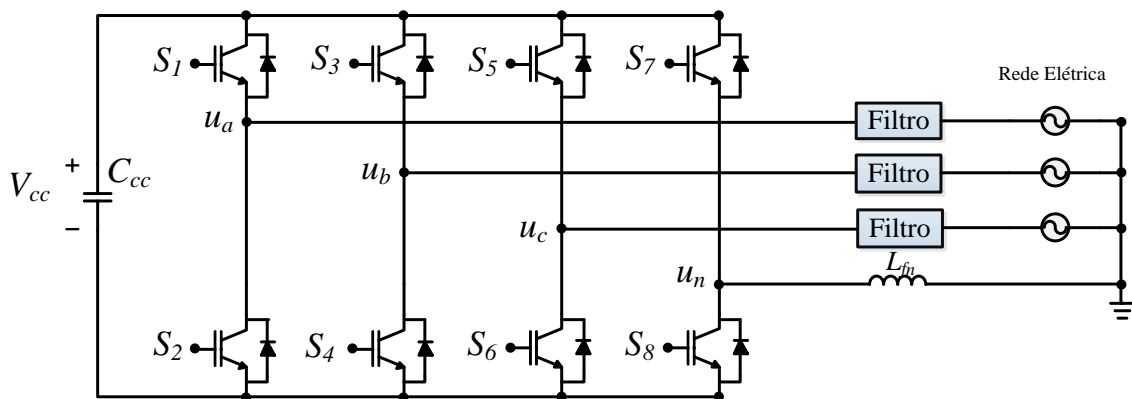 S1
S3
S5
S7
Rede Elétrica
ua
Filtro
+
Vcc
Ccc
−
ub
Filtro
uc
Filtro
un
Lfn
S2
S4
S6
S8